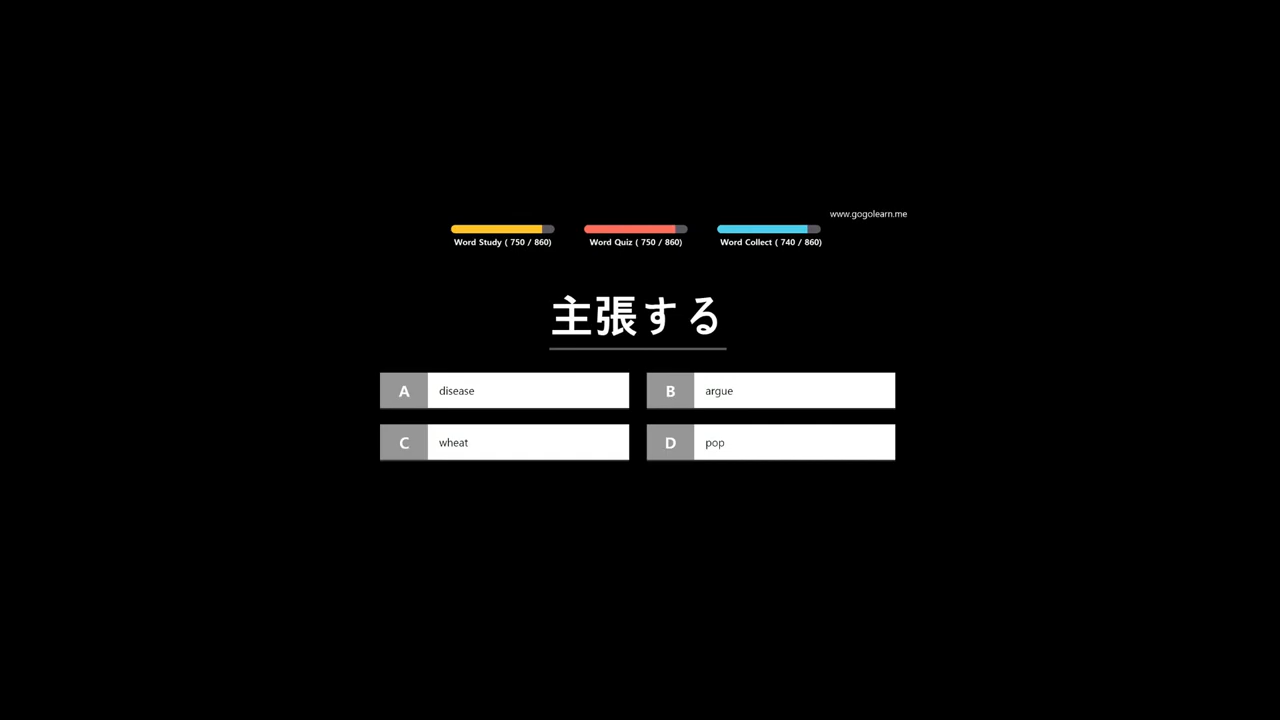 www.gogolearn.me
Word Study ( 750 / 860)
Word Quiz ( 750 / 860)
Word Collect ( 740 / 860)
主張する
A disease
B argue
C wheat
D pop